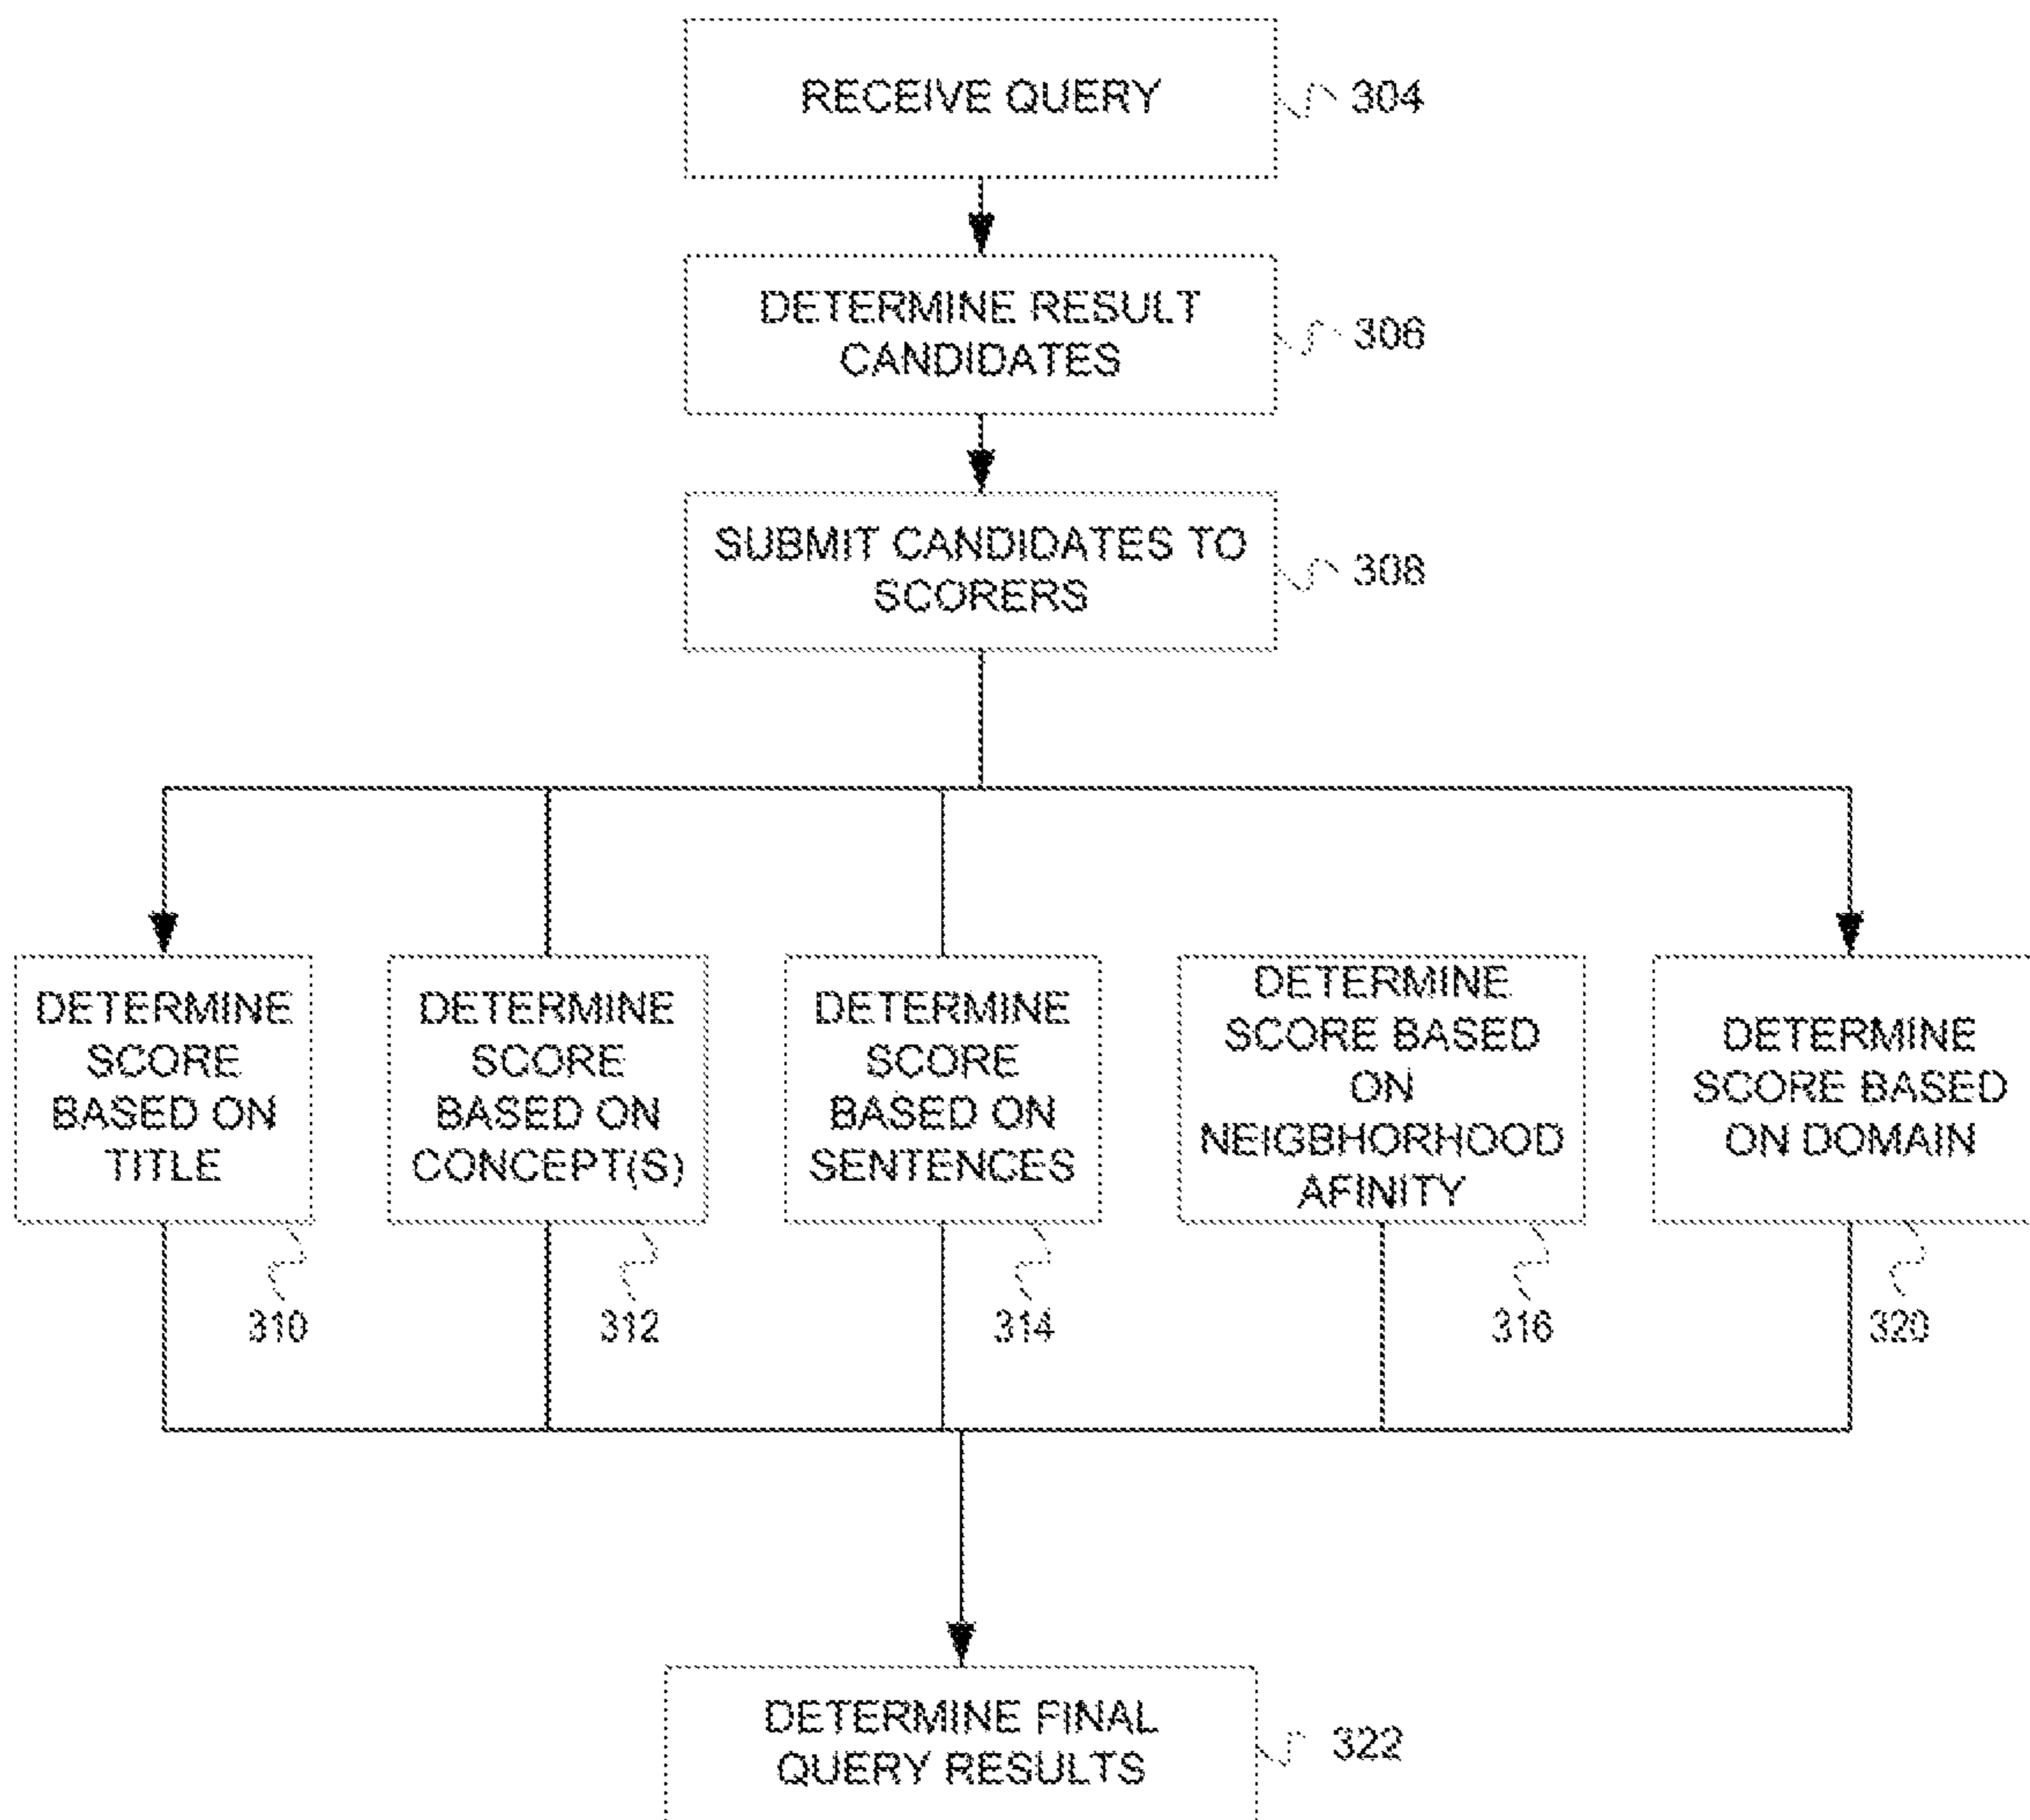 RECEIVE QUERY
304
DETERMINE RESULT
CANDIDATES
306
SUBMIT CANDIDATES TO
SCORERS
308
DETERMINE
SCORE
BASED ON
TITLE
310
DETERMINE
SCORE
BASED ON
CONCEPT(S)
312
DETERMINE
SCORE
BASED ON
SENTENCES
314
DETERMINE
SCORE BASED
ON
NEIGBHORHOOD
AFINITY
316
DETERMINE
SCORE BASED
ON DOMAIN
320
DETERMINE FINAL
QUERY RESULTS
322